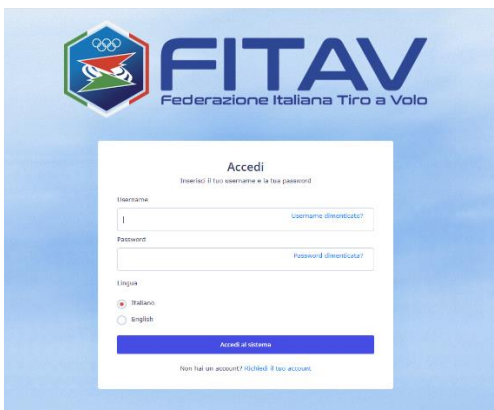 FITAV
Federazione Italiana Tiro a Volo
Accedi
Inserisci il tuo username e la tua password
Username
Username dimenticato?
Password
Password dimenticata?
Lingua
Italiano
English
Accedi al sistema
Non hai un account? Richiedi il tuo account